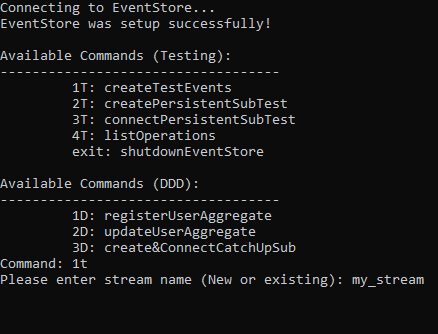 Connecting to EventStore...
EventStore was setup successfully!
Available Commands (Testing):
-----------------------------------
1T: createTestEvents
2T: createPersistentSubTest
3T: connectPersistentSubTest
4T: listOperations
exit: shutdownEventStore
Available Commands (DDD):
-----------------------------------
1D: registerUserAggregate
2D: updateUserAggregate
3D: create&ConnectCatchUpSub
Command: 1t
Please enter stream name (New or existing): my_stream